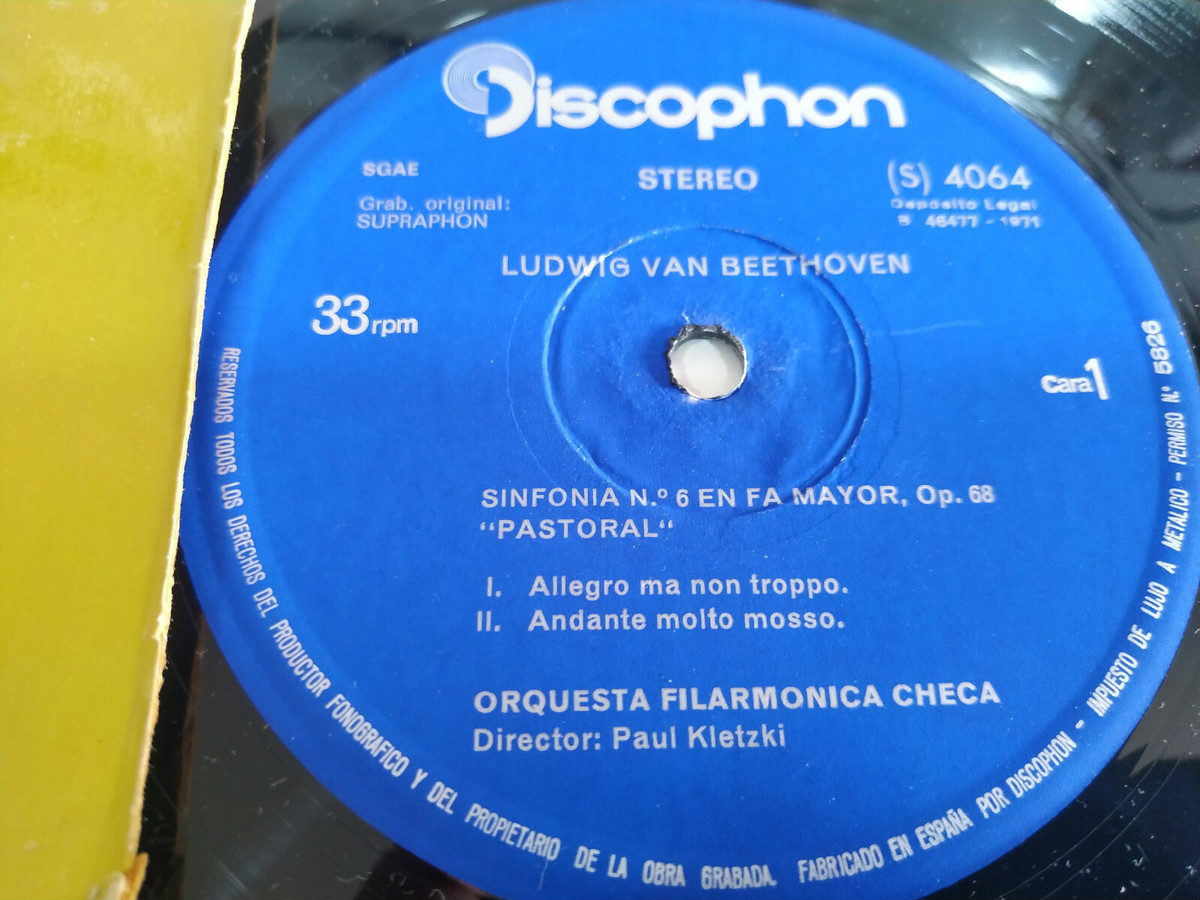 Discophon
SGAE
STEREO
(S) 4064
Grab. original:
SUPRAPHON
Depósito Legal
B 46477 - 1971
LUDWIG VAN BEETHOVEN
33 rpm
Cara 1
SINFONIA N.º 6 EN FA MAYOR, Op. 68
“PASTORAL“
I. Allegro ma non troppo.
II. Andante molto mosso.
ORQUESTA FILARMONICA CHECA
Director: Paul Kletzki
RESERVADOS TODOS LOS DERECHOS DEL PRODUCTOR FONOGRAFICO Y DEL PROPIETARIO DE LA OBRA GRABADA. FABRICADO EN ESPAÑA POR DISCOPHON - IMPUESTO DE LUJO A METALICO - PERMISO N.º 5826